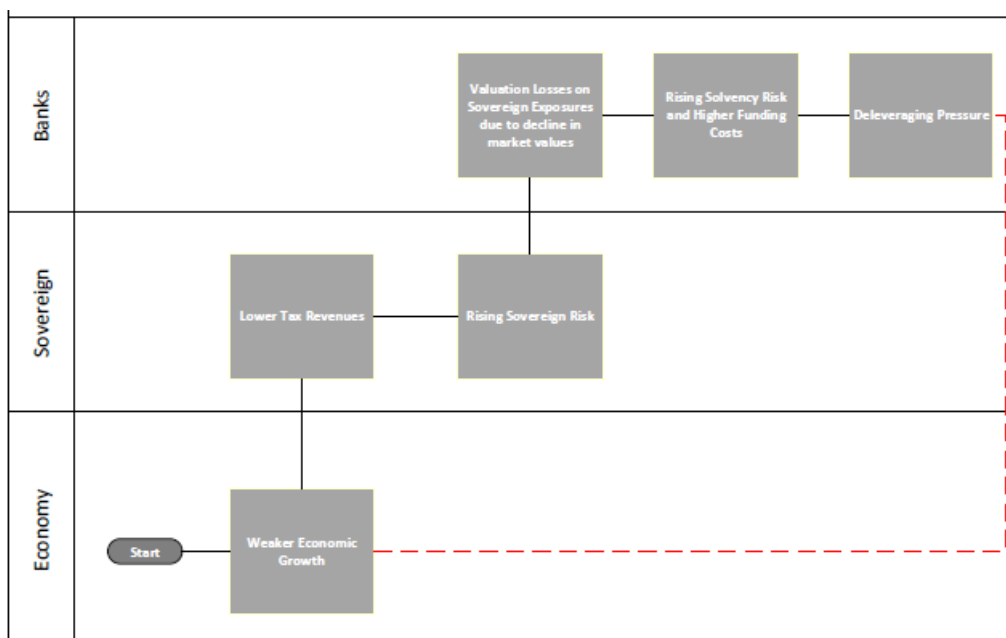 Banks
Valuation Losses on
Sovereign Exposures
due to decline in
market values
Rising Solvency Risk
and Higher Funding
Costs
Deleveraging Pressure
Sovereign
Lower Tax Revenues
Rising Sovereign Risk
Economy
Start
Weaker Economic
Growth